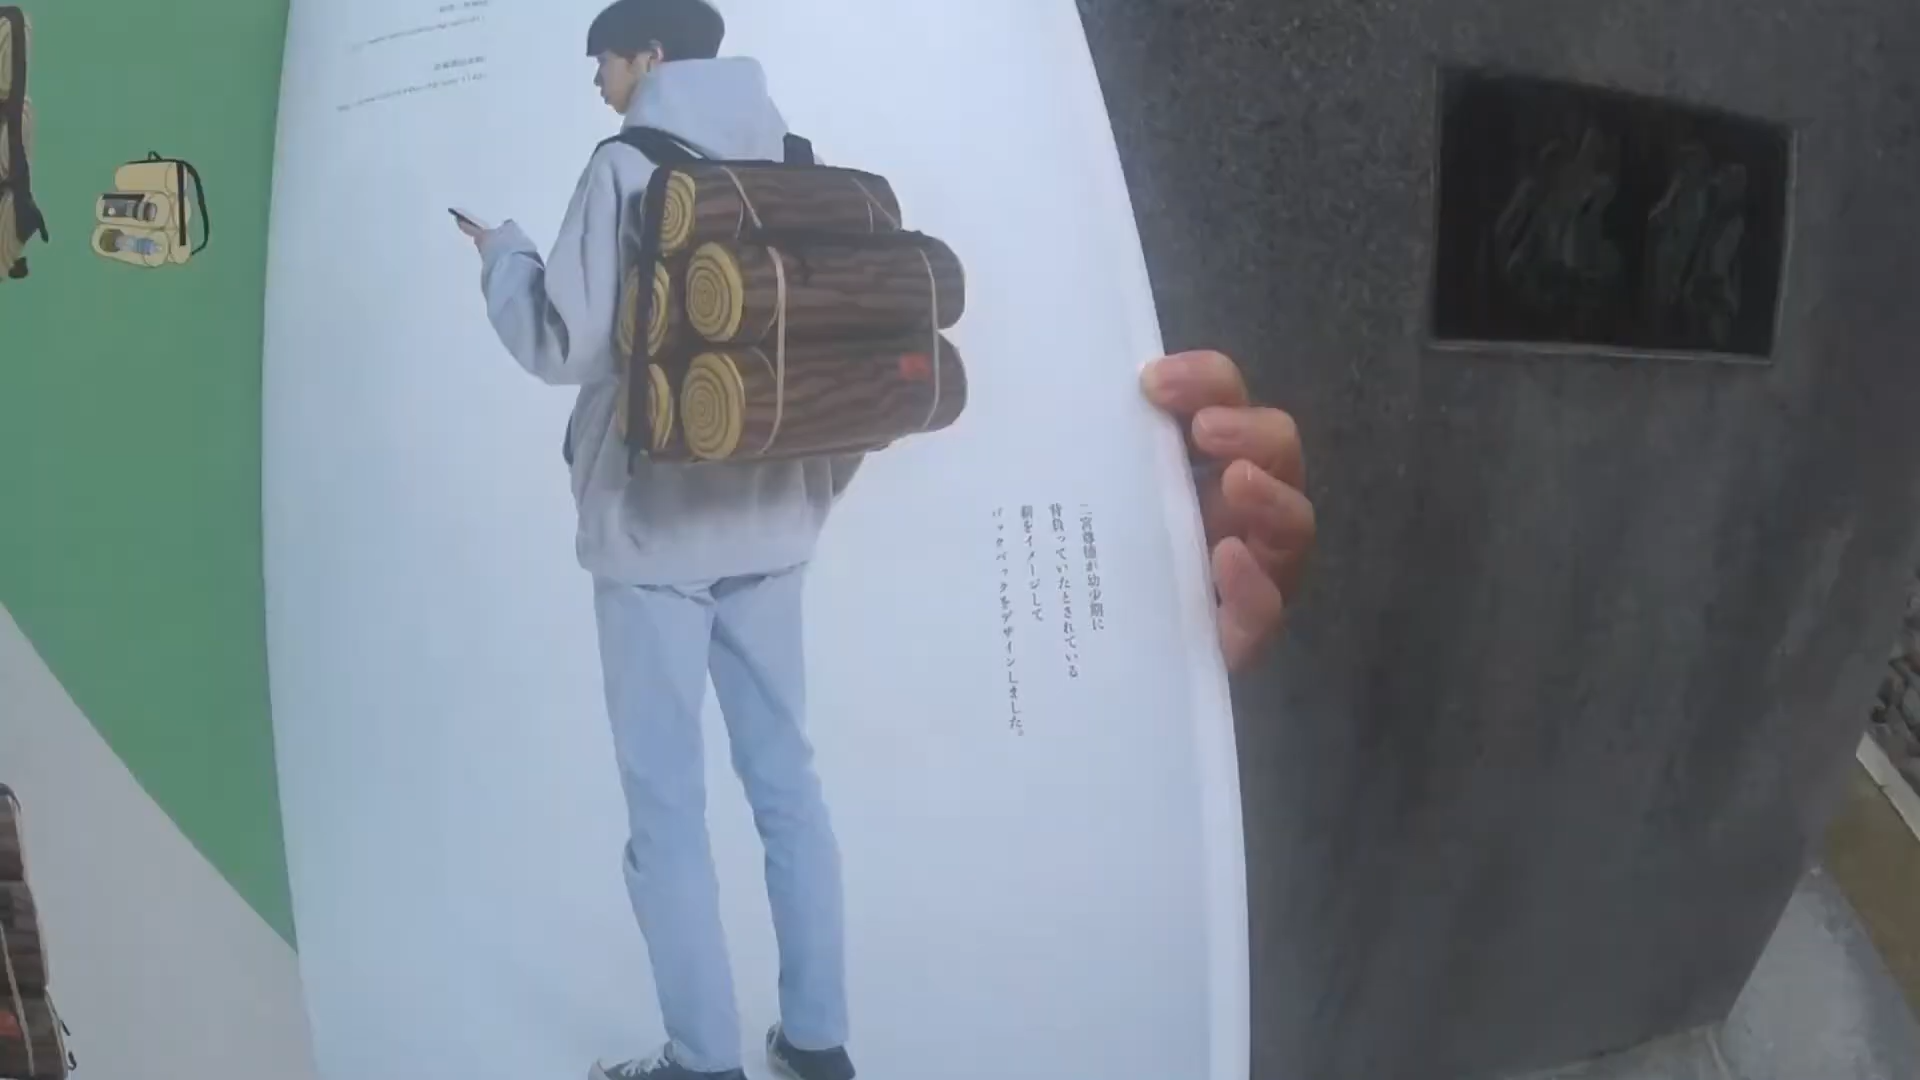 二宮尊徳が幼少期に
背負っていたとされている
薪をイメージして
バックパックをデザインしました。